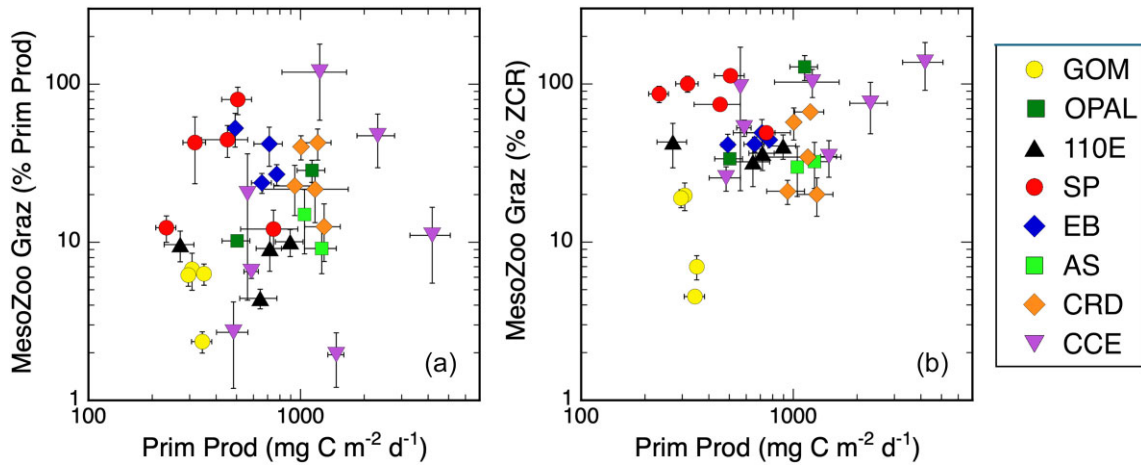 MesoZoo Graz (% Prim Prod)
100
10
1
(a)
100
1000
Prim Prod (mg C m⁻² d⁻¹)
MesoZoo Graz (% ZCR)
100
10
1
(b)
100
1000
Prim Prod (mg C m⁻² d⁻¹)
GOM
OPAL
110E
SP
EB
AS
CRD
CCE